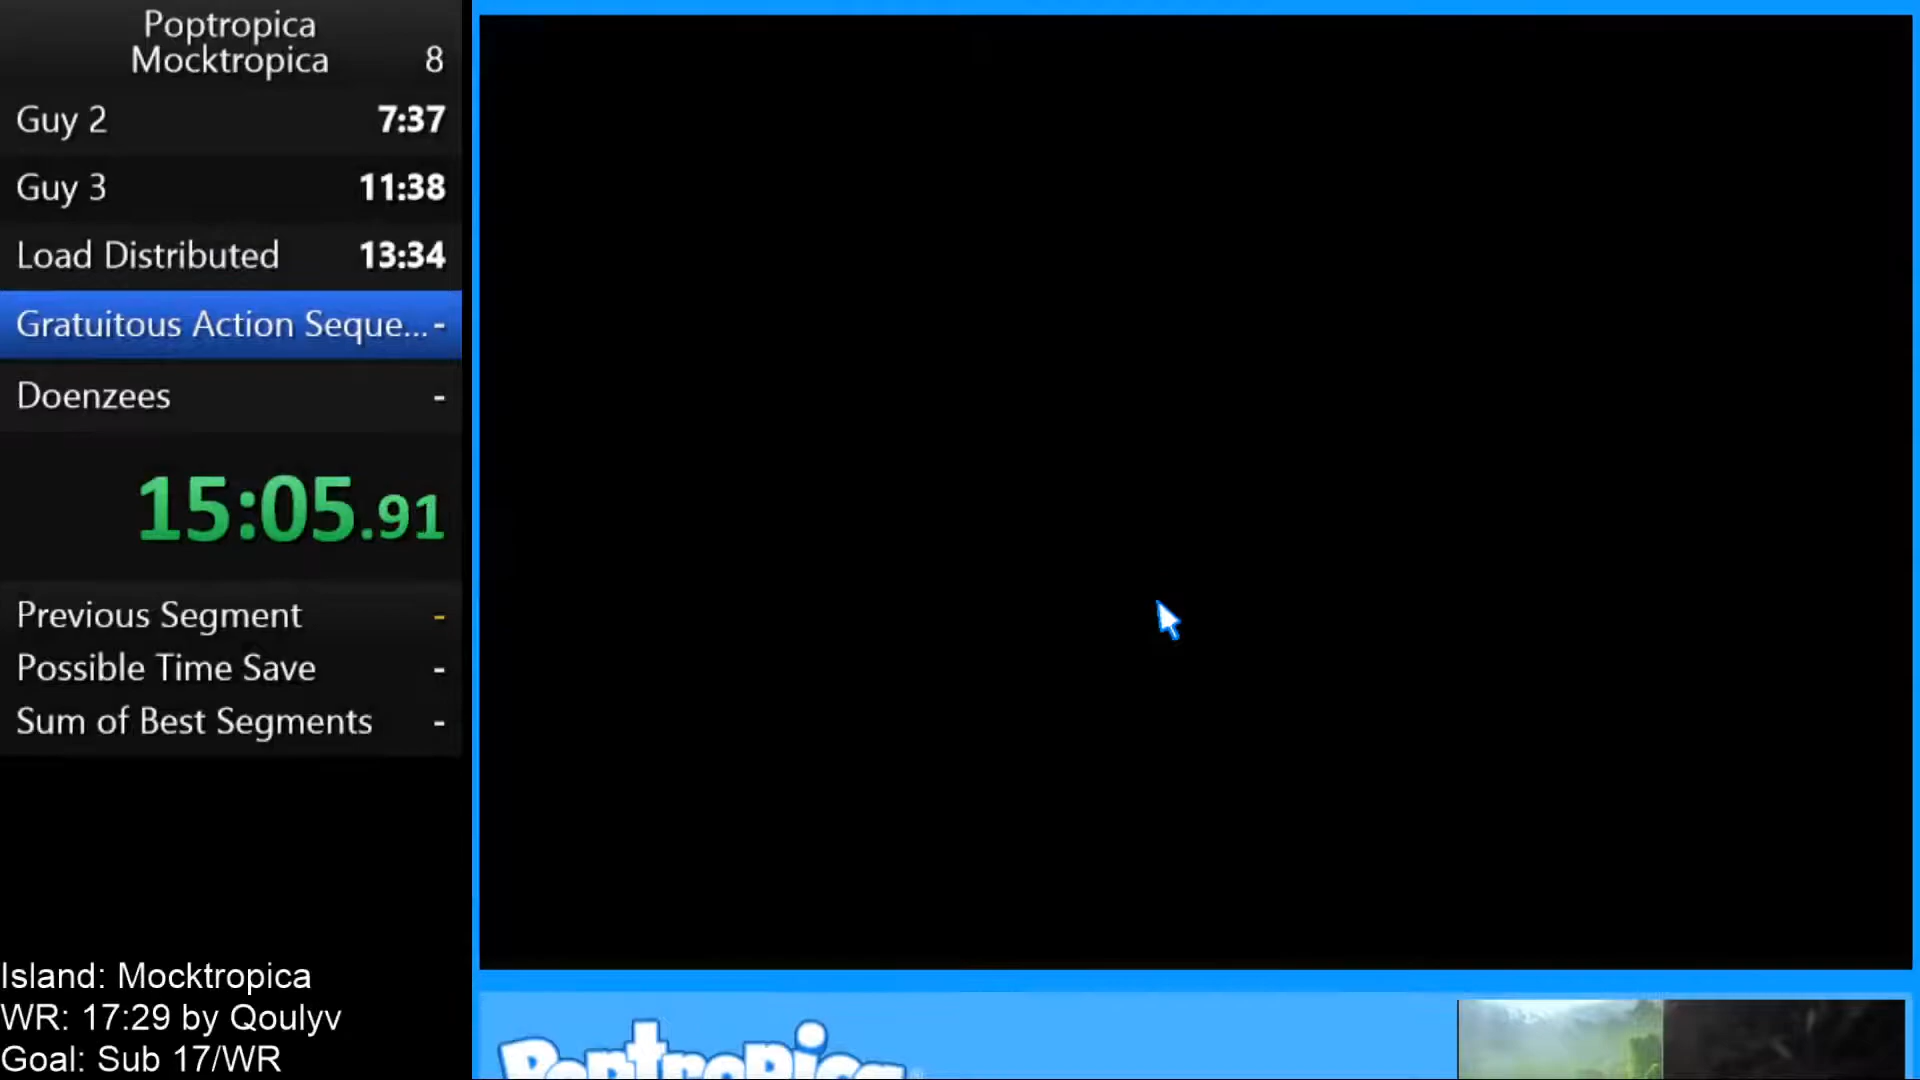 Poptropica
Mocktropica 8
Guy 2 7:37
Guy 3 11:38
Load Distributed 13:34
Gratuitous Action Seque... -
Doenzees -
15:05.91
Previous Segment -
Possible Time Save -
Sum of Best Segments -
Island: Mocktropica
WR: 17:29 by Qoulyv
Goal: Sub 17/WR
Poptropica